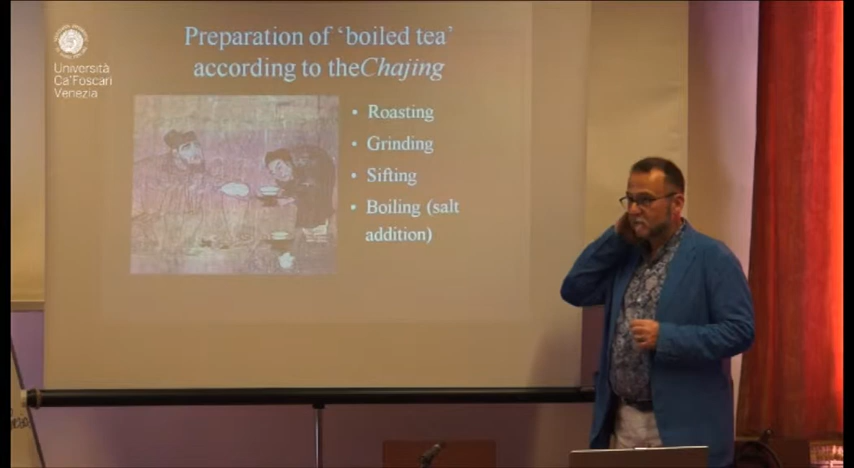 Università
Ca'Foscari
Venezia
Preparation of ‘boiled tea’
according to theChajing
• Roasting
• Grinding
• Sifting
• Boiling (salt
addition)